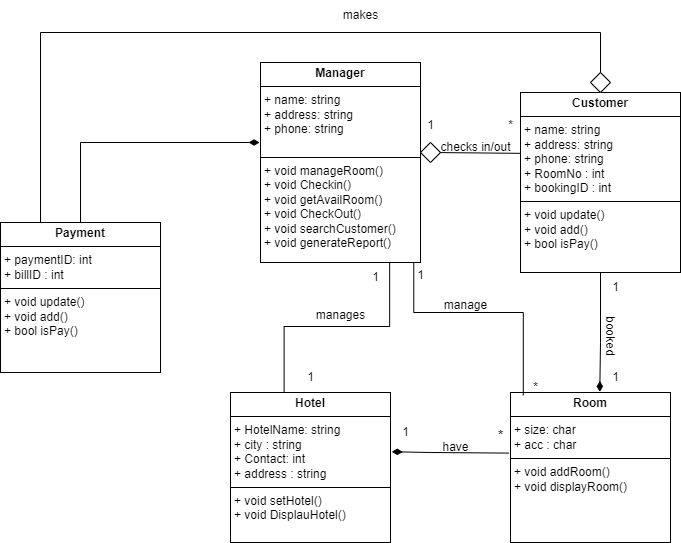 makes
Manager
+ name: string
+ address: string
+ phone: string
+ void manageRoom()
+ void Checkin()
+ void getAvailRoom()
+ void CheckOut()
+ void searchCustomer()
+ void generateReport()
1
*
checks in/out
Customer
+ name: string
+ address: string
+ phone: string
+ RoomNo : int
+ bookingID : int
+ void update()
+ void add()
+ bool isPay()
Payment
+ paymentID: int
+ billID : int
+ void update()
+ void add()
+ bool isPay()
1
1
1
manages
manage
booked
1
*
1
Hotel
+ HotelName: string
+ city : string
+ Contact: int
+ address : string
+ void setHotel()
+ void DisplauHotel()
1
*
have
Room
+ size: char
+ acc : char
+ void addRoom()
+ void displayRoom()